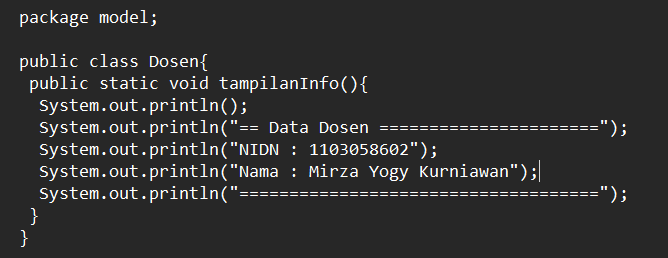 package model;

public class Dosen{
 public static void tampilanInfo(){
  System.out.println();
  System.out.println("== Data Dosen ======================");
  System.out.println("NIDN : 1103058602");
  System.out.println("Nama : Mirza Yogy Kurniawan");
  System.out.println("====================================");
 }
}